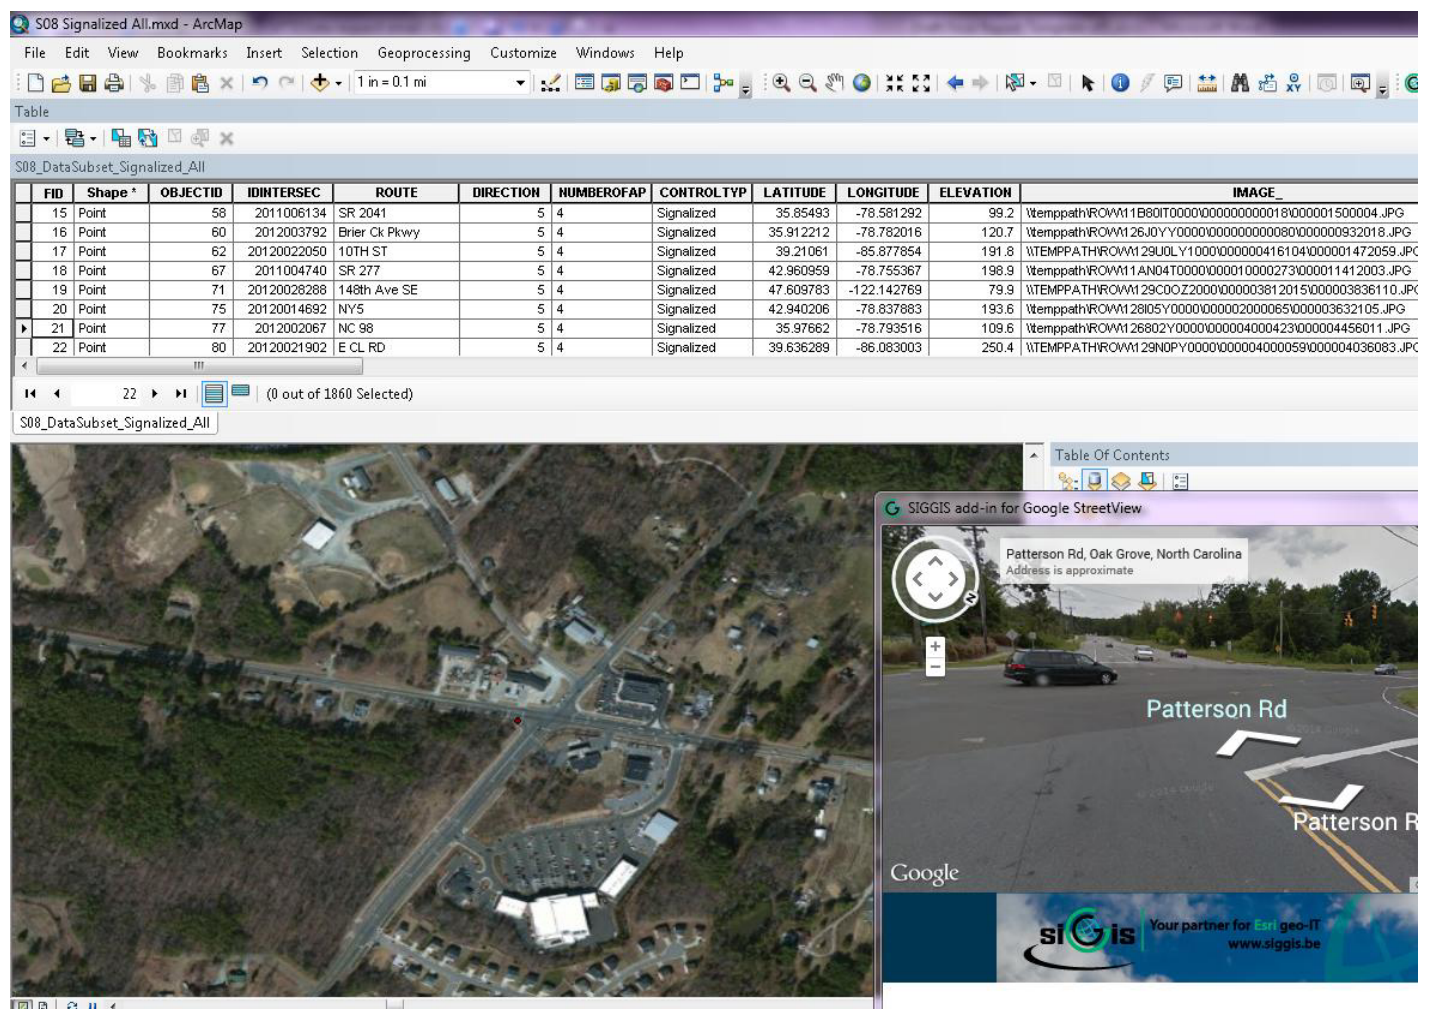 S08 Signalized All.mxd - ArcMap
File Edit View Bookmarks Insert Selection Geoprocessing Customize Windows Help
1 in = 0.1 mi
Table
S08_DataSubset_Signalized_All
FID Shape * OBJECTID IDINTERSEC ROUTE DIRECTION NUMBEROFAP CONTROLTYP LATITUDE LONGITUDE ELEVATION IMAGE_
15 Point 58 2011006134 SR 2041 5 4 Signalized 35.85493 -78.581292 99.2 \\temppath\ROW\11B80IT0000\000000000018\000001500004.JPG
16 Point 60 2012003792 Brier Ck Pkwy 5 4 Signalized 35.912212 -78.782016 120.7 \\temppath\ROW\126J0YY0000\000000000080\000000932018.JPG
17 Point 62 20120022050 10TH ST 5 4 Signalized 39.21061 -85.877854 191.8 \\TEMPPATH\ROW\129U0LY1000\000000416104\000001472059.JPG
18 Point 67 2011004740 SR 277 5 4 Signalized 42.960959 -78.755367 198.9 \\temppath\ROW\11AN04T0000\000010000273\000011412003.JPG
19 Point 71 20120028288 148th Ave SE 5 4 Signalized 47.609783 -122.142769 79.9 \\TEMPPATH\ROW\129C0OZ2000\000003812015\000003836110.JPG
20 Point 75 20120014692 NY5 5 4 Signalized 42.940206 -78.837883 193.6 \\temppath\ROW\128I05Y0000\000002000065\000003632105.JPG
21 Point 77 2012002067 NC 98 5 4 Signalized 35.97662 -78.793516 109.6 \\temppath\ROW\126802Y0000\000004000423\000004456011.JPG
22 Point 80 20120021902 E CL RD 5 4 Signalized 39.636289 -86.083003 250.4 \\TEMPPATH\ROW\129N0PY0000\000004000059\000004036083.JPG
22 (0 out of 1860 Selected)
S08_DataSubset_Signalized_All
Table Of Contents
SIGGIS add-in for Google StreetView
Patterson Rd, Oak Grove, North Carolina
Address is approximate
N
Patterson Rd
Patterson R
Google
siGis
Your partner for Esri geo-IT
www.siggis.be